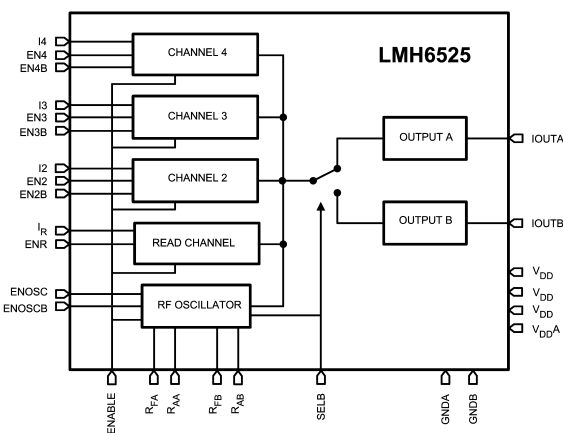 LMH6525
I4
EN4
EN4B
CHANNEL 4
I3
EN3
EN3B
CHANNEL 3
I2
EN2
EN2B
CHANNEL 2
IR
ENR
READ CHANNEL
ENOSC
ENOSCB
RF OSCILLATOR
OUTPUT A
IOUTA
OUTPUT B
IOUTB
VDD
VDD
VDD
VDDA
ENABLE
RFA
RAA
RFB
RAB
SELB
GNDA
GNDB